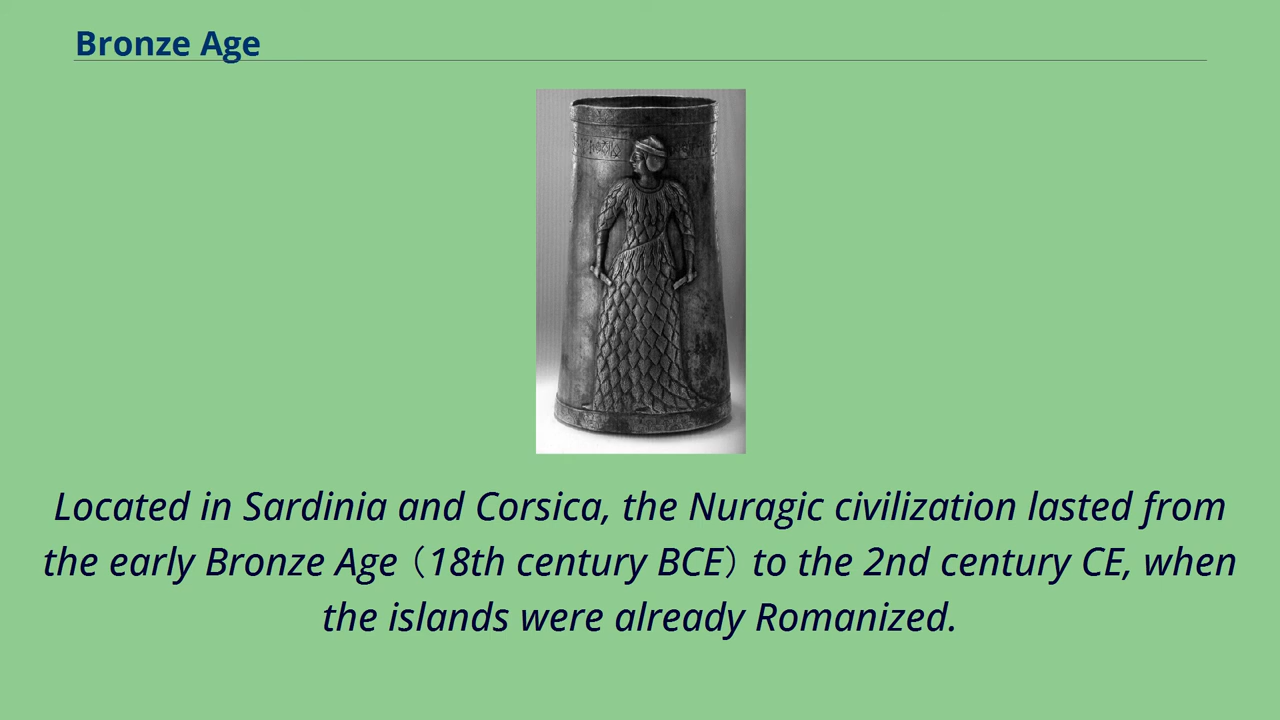 Bronze Age
Located in Sardinia and Corsica, the Nuragic civilization lasted from
the early Bronze Age（18th century BCE）to the 2nd century CE, when
the islands were already Romanized.